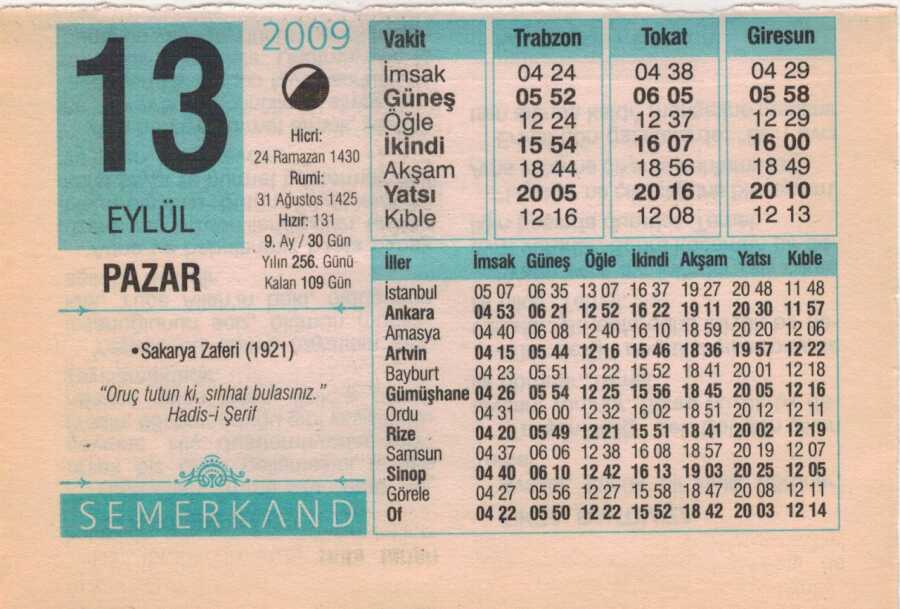 13
EYLÜL
PAZAR
2009
Hicri:
24 Ramazan 1430
Rumi:
31 Ağustos 1425
Hızır: 131
9. Ay / 30 Gün
Yılın 256. Günü
Kalan 109 Gün
•Sakarya Zaferi (1921)
“Oruç tutun ki, sıhhat bulasınız.”
Hadis-i Şerif
SEMERKAND
Vakit Trabzon Tokat Giresun
İmsak 04 24 04 38 04 29
Güneş 05 52 06 05 05 58
Öğle 12 24 12 37 12 29
İkindi 15 54 16 07 16 00
Akşam 18 44 18 56 18 49
Yatsı 20 05 20 16 20 10
Kıble 12 16 12 08 12 13
İller İmsak Güneş Öğle İkindi Akşam Yatsı Kıble
İstanbul 05 07 06 35 13 07 16 37 19 27 20 48 11 48
Ankara 04 53 06 21 12 52 16 22 19 11 20 30 11 57
Amasya 04 40 06 08 12 40 16 10 18 59 20 20 12 06
Artvin 04 15 05 44 12 16 15 46 18 36 19 57 12 22
Bayburt 04 23 05 51 12 22 15 52 18 41 20 01 12 18
Gümüşhane 04 26 05 54 12 25 15 56 18 45 20 05 12 16
Ordu 04 31 06 00 12 32 16 02 18 51 20 12 12 11
Rize 04 20 05 49 12 21 15 51 18 41 20 02 12 19
Samsun 04 37 06 06 12 38 16 08 18 57 20 19 12 07
Sinop 04 40 06 10 12 42 16 13 19 03 20 25 12 05
Görele 04 27 05 56 12 27 15 58 18 47 20 08 12 11
Of 04 22 05 50 12 22 15 52 18 42 20 03 12 14